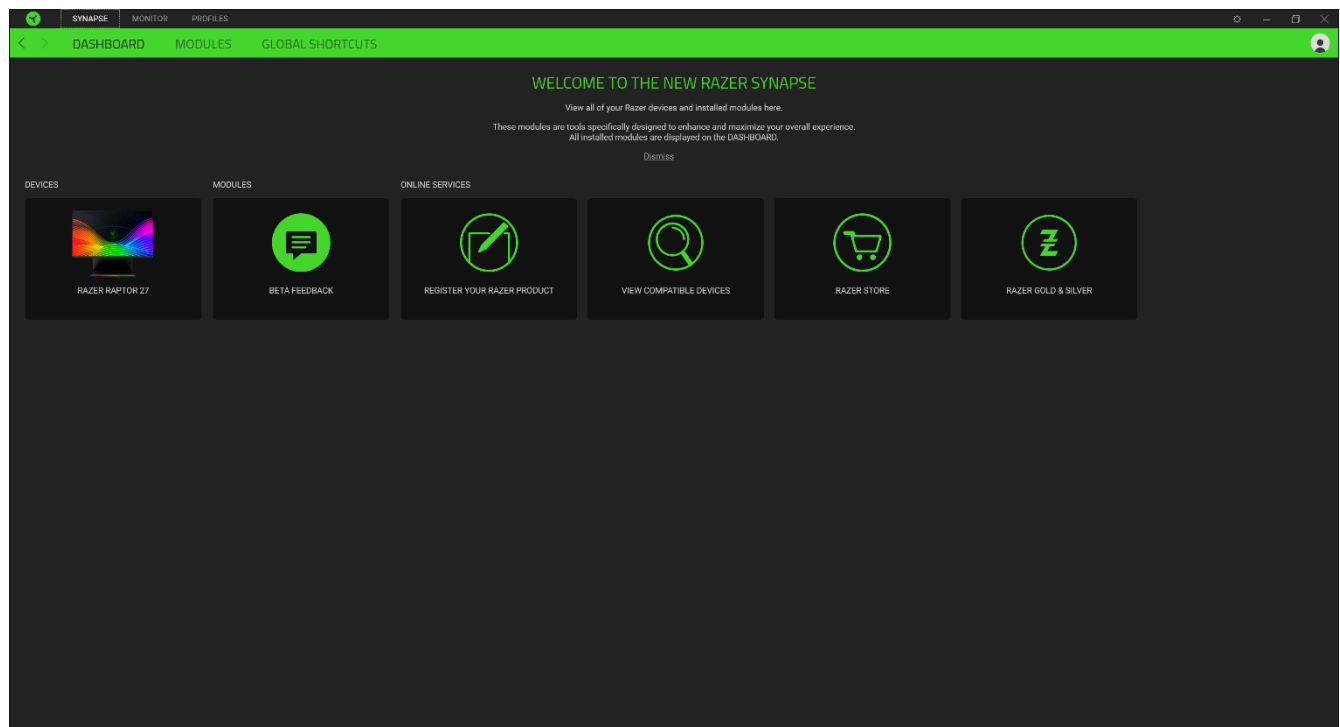 SYNAPSE MONITOR PROFILES
DASHBOARD MODULES GLOBAL SHORTCUTS
WELCOME TO THE NEW RAZER SYNAPSE
View all of your Razer devices and installed modules here.
These modules are tools specifically designed to enhance and maximize your overall experience.
All installed modules are displayed on the DASHBOARD.
Dismiss
DEVICES MODULES ONLINE SERVICES
RAZER RAPTOR 27 BETA FEEDBACK REGISTER YOUR RAZER PRODUCT VIEW COMPATIBLE DEVICES RAZER STORE RAZER GOLD & SILVER